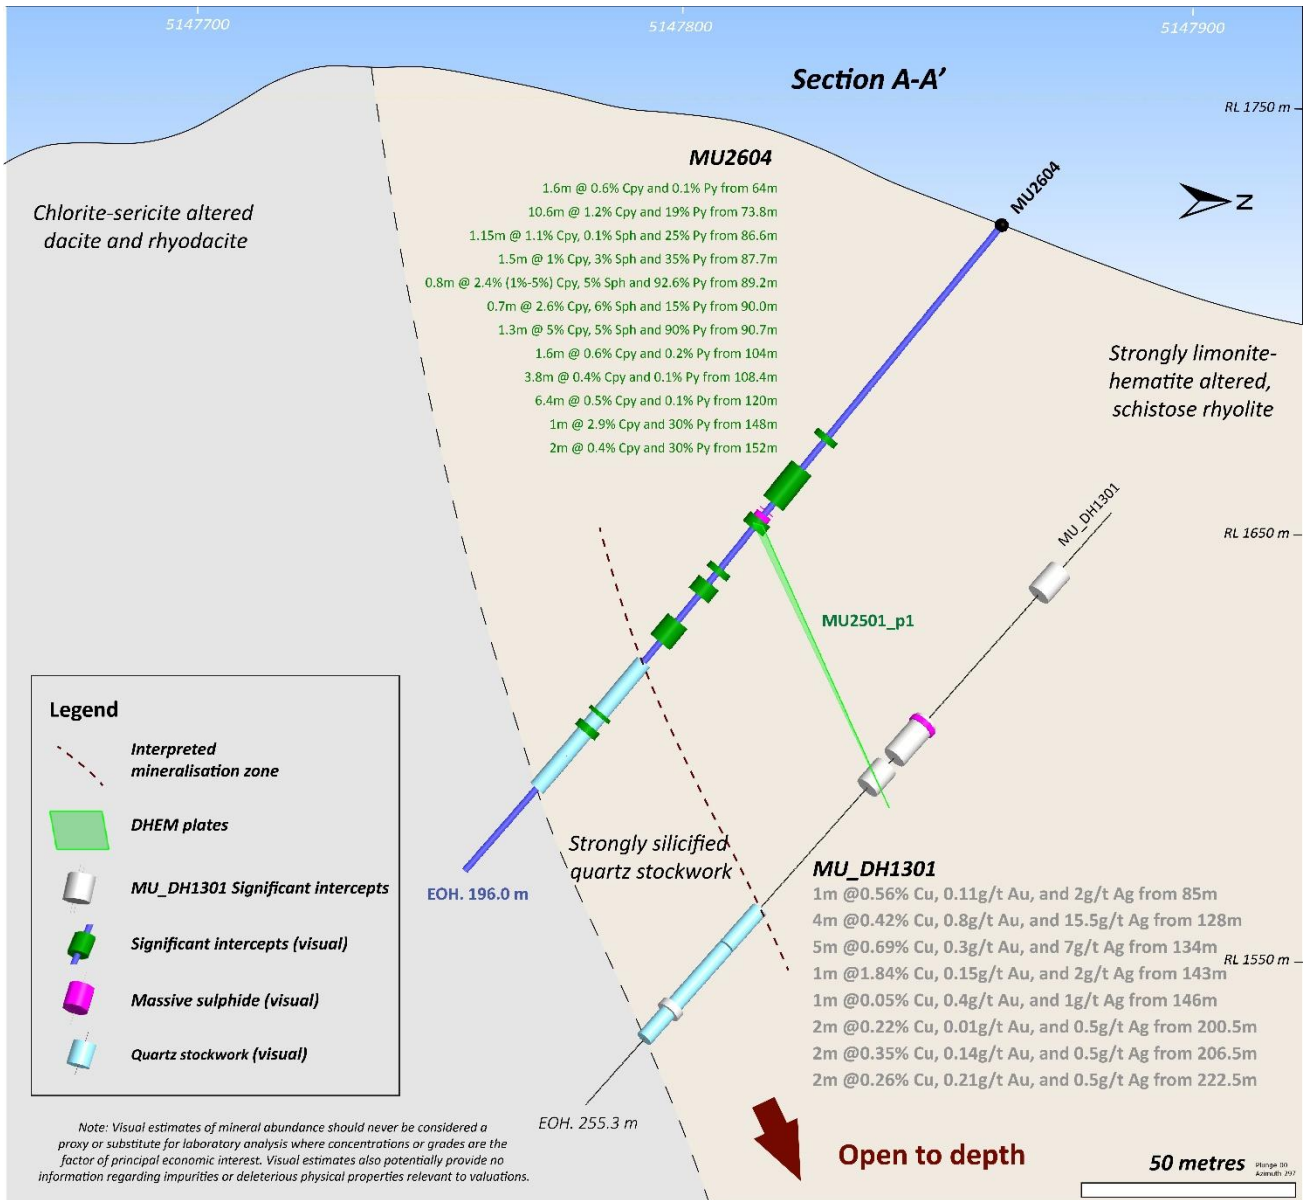 5147700
5147800
5147900
Section A-A’
RL 1750 m
MU2604
MU2604
1.6m @ 0.6% Cpy and 0.1% Py from 64m
10.6m @ 1.2% Cpy and 19% Py from 73.8m
1.15m @ 1.1% Cpy, 0.1% Sph and 25% Py from 86.6m
1.5m @ 1% Cpy, 3% Sph and 35% Py from 87.7m
0.8m @ 2.4% (1%-5%) Cpy, 5% Sph and 92.6% Py from 89.2m
0.7m @ 2.6% Cpy, 6% Sph and 15% Py from 90.0m
1.3m @ 5% Cpy, 5% Sph and 90% Py from 90.7m
1.6m @ 0.6% Cpy and 0.2% Py from 104m
3.8m @ 0.4% Cpy and 0.1% Py from 108.4m
6.4m @ 0.5% Cpy and 0.1% Py from 120m
1m @ 2.9% Cpy and 30% Py from 148m
2m @ 0.4% Cpy and 30% Py from 152m
N
Chlorite-sericite altered
dacite and rhyodacite
Strongly limonite-
hematite altered,
schistose rhyolite
MU_DH1301
RL 1650 m
MU2501_p1
Legend
Interpreted
mineralisation zone
DHEM plates
MU_DH1301 Significant intercepts
Significant intercepts (visual)
Massive sulphide (visual)
Quartz stockwork (visual)
EOH. 196.0 m
Strongly silicified
quartz stockwork
MU_DH1301
1m @0.56% Cu, 0.11g/t Au, and 2g/t Ag from 85m
4m @0.42% Cu, 0.8g/t Au, and 15.5g/t Ag from 128m
5m @0.69% Cu, 0.3g/t Au, and 7g/t Ag from 134m
1m @1.84% Cu, 0.15g/t Au, and 2g/t Ag from 143m
1m @0.05% Cu, 0.4g/t Au, and 1g/t Ag from 146m
2m @0.22% Cu, 0.01g/t Au, and 0.5g/t Ag from 200.5m
2m @0.35% Cu, 0.14g/t Au, and 0.5g/t Ag from 206.5m
2m @0.26% Cu, 0.21g/t Au, and 0.5g/t Ag from 222.5m
RL 1550 m
EOH. 255.3 m
Note: Visual estimates of mineral abundance should never be considered a
proxy or substitute for laboratory analysis where concentrations or grades are the
factor of principal economic interest. Visual estimates also potentially provide no
information regarding impurities or deleterious physical properties relevant to valuations.
Open to depth
50 metres
Plunge 00
Azimuth 297